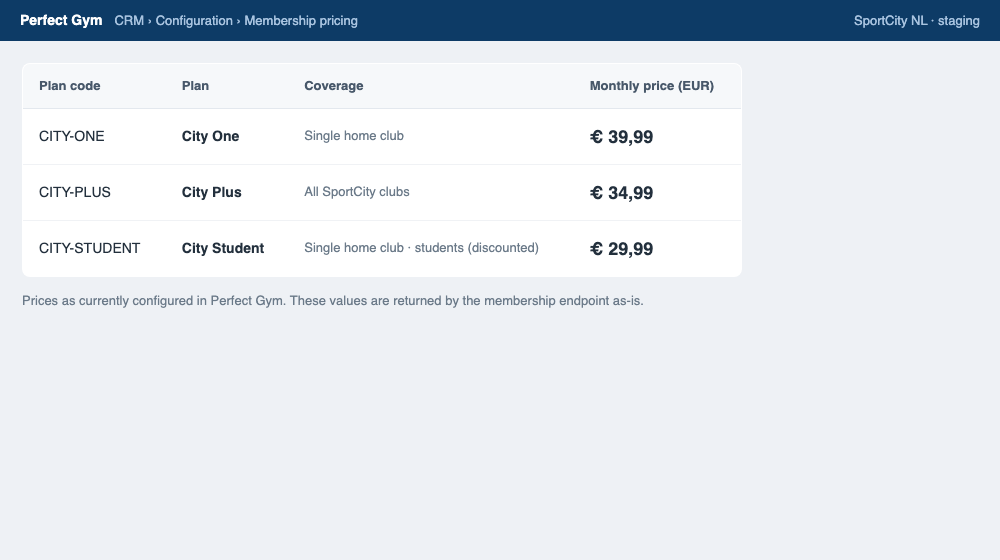 Perfect Gym CRM › Configuration › Membership pricing SportCity NL · staging
Plan code Plan Coverage Monthly price (EUR)
CITY-ONE City One Single home club € 39,99
CITY-PLUS City Plus All SportCity clubs € 34,99
CITY-STUDENT City Student Single home club · students (discounted) € 29,99
Prices as currently configured in Perfect Gym. These values are returned by the membership endpoint as-is.